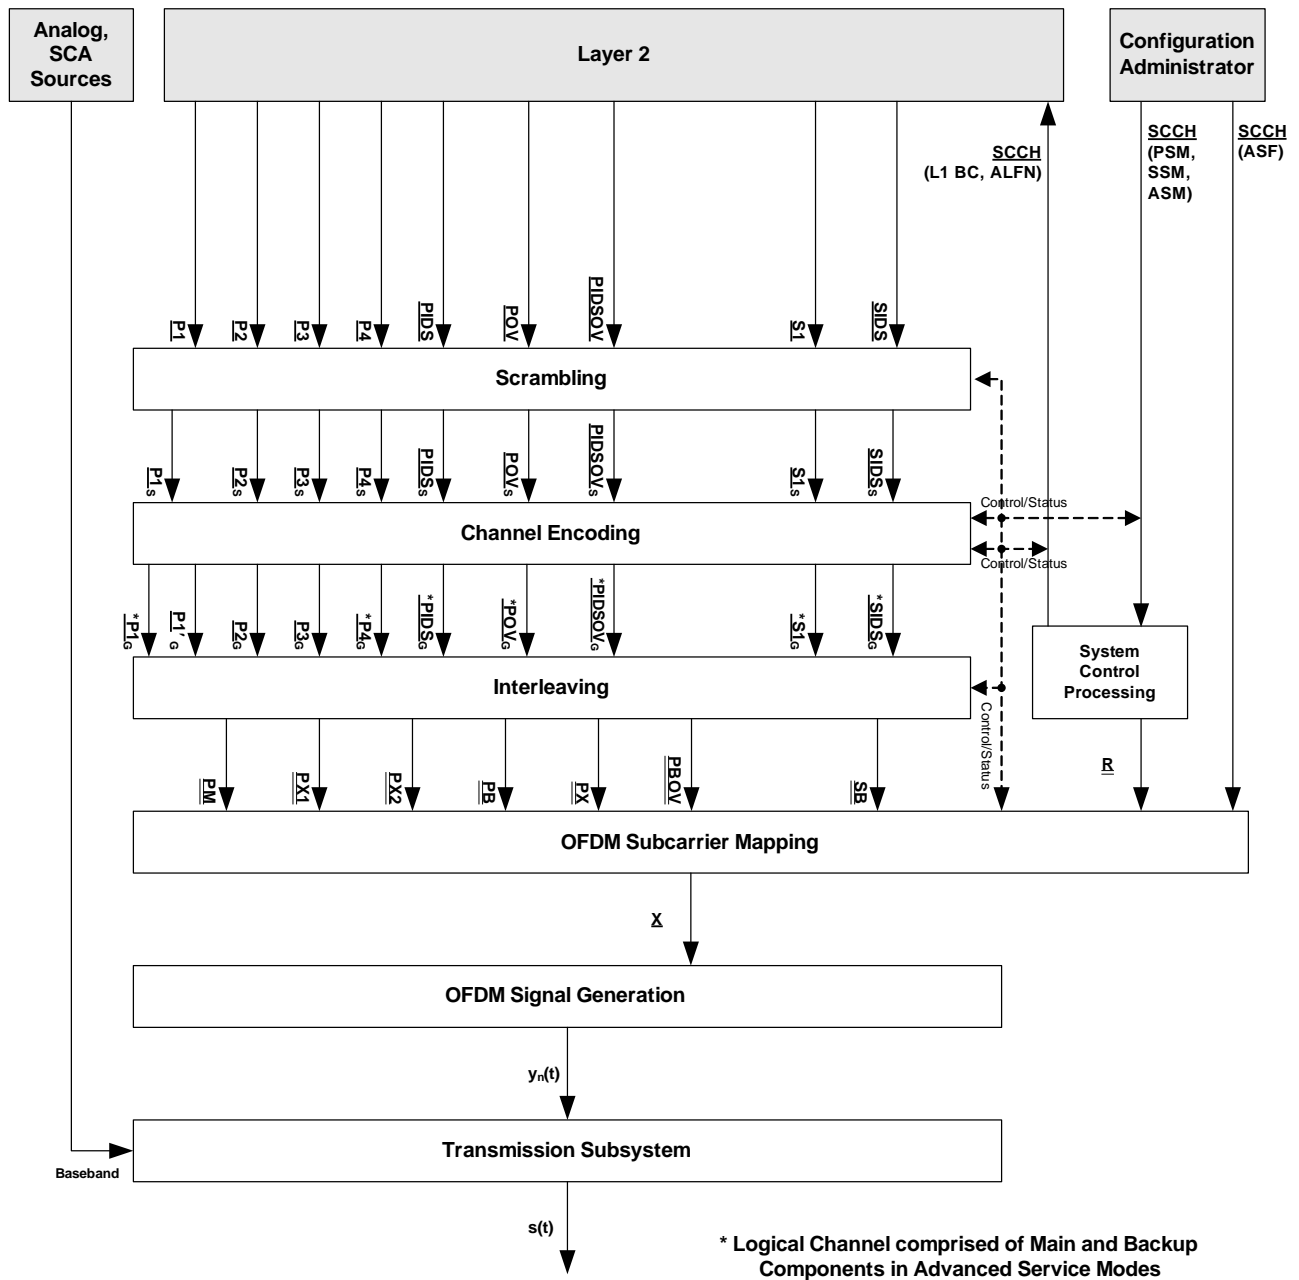 Analog,
SCA
Sources
Layer 2
Configuration
Administrator
SCCH
(L1 BC, ALFN)
SCCH
(PSM,
SSM,
ASM)
SCCH
(ASF)
P1
P2
P3
P4
PIDS
POV
PIDSOV
S1
SIDS
Scrambling
P1S
P2S
P3S
P4S
PIDSS
POVS
PIDSOVS
S1S
SIDSS
Control/Status
Channel Encoding
Control/Status
*P1G
P1'G
P2G
P3G
*P4G
*PIDSG
*POVG
*PIDSOVG
*S1G
*SIDSG
System
Control
Processing
Interleaving
Control/Status
PM
PX1
PX2
PB
PX
PBOV
SB
R
OFDM Subcarrier Mapping
X
OFDM Signal Generation
yn(t)
Transmission Subsystem
Baseband
s(t)
* Logical Channel comprised of Main and Backup
Components in Advanced Service Modes